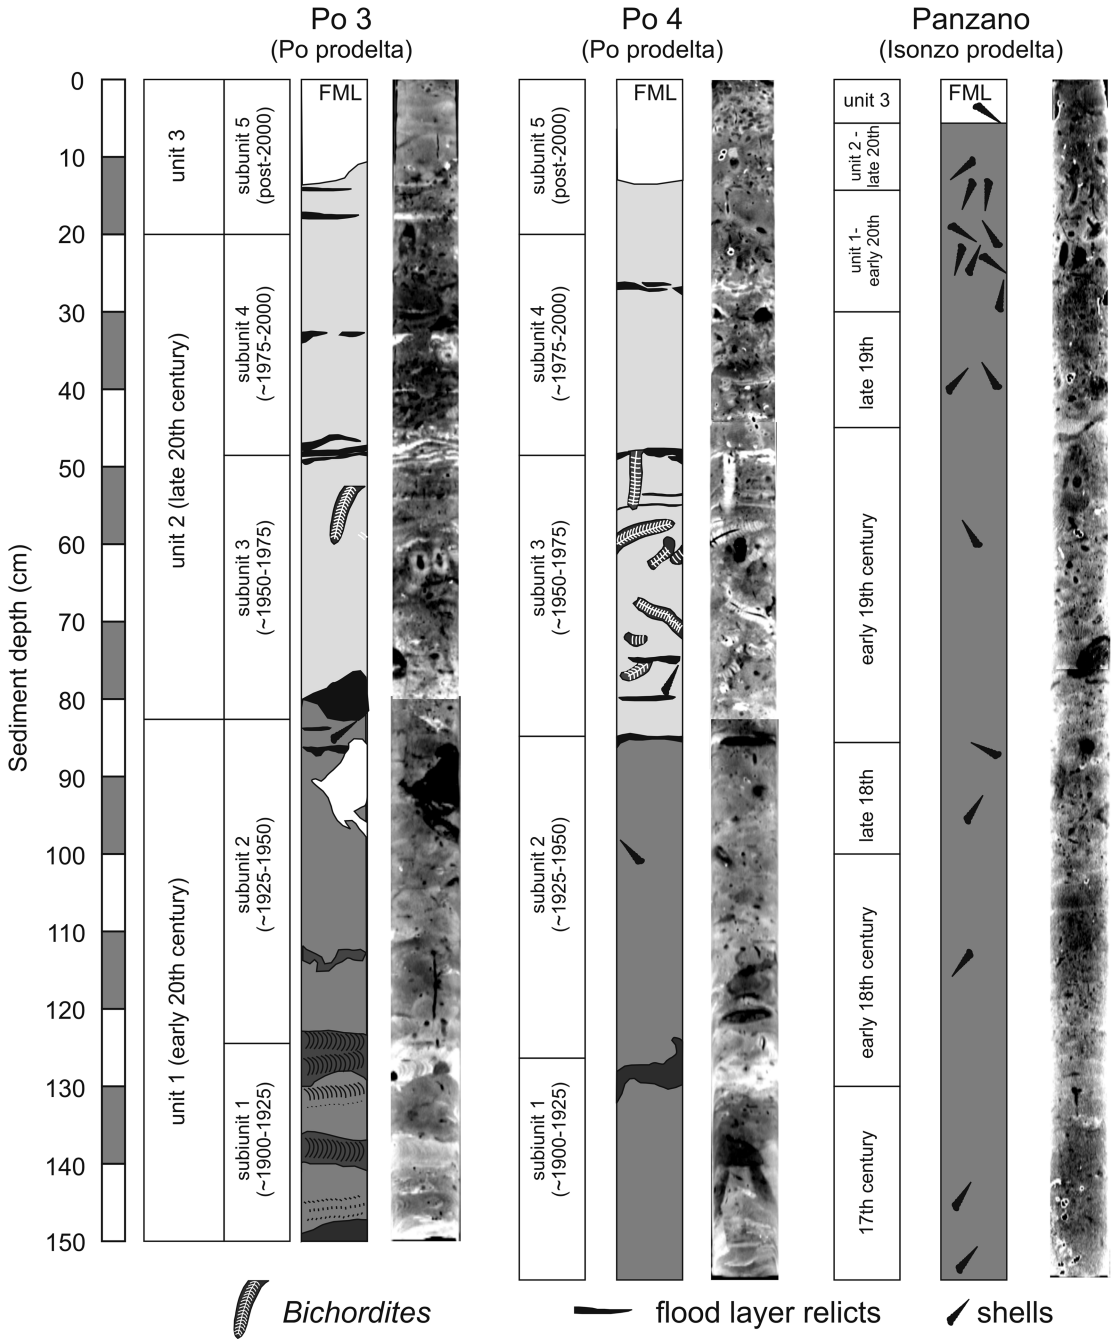 Po 3
(Po prodelta)
Po 4
(Po prodelta)
Panzano
(Isonzo prodelta)
Sediment depth (cm)
0
10
20
30
40
50
60
70
80
90
100
110
120
130
140
150
unit 3
unit 2 (late 20th century)
unit 1 (early 20th century)
subunit 5
(post-2000)
subunit 4
(~1975-2000)
subunit 3
(~1950-1975)
subunit 2
(~1925-1950)
subiunit 1
(~1900-1925)
FML
subunit 5
(post-2000)
subunit 4
(~1975-2000)
subunit 3
(~1950-1975)
subunit 2
(~1925-1950)
subiunit 1
(~1900-1925)
FML
unit 3
unit 2 -
late 20th
unit 1-
early 20th
late 19th
early 19th century
late 18th
early 18th century
17th century
FML
Bichordites
flood layer relicts
shells